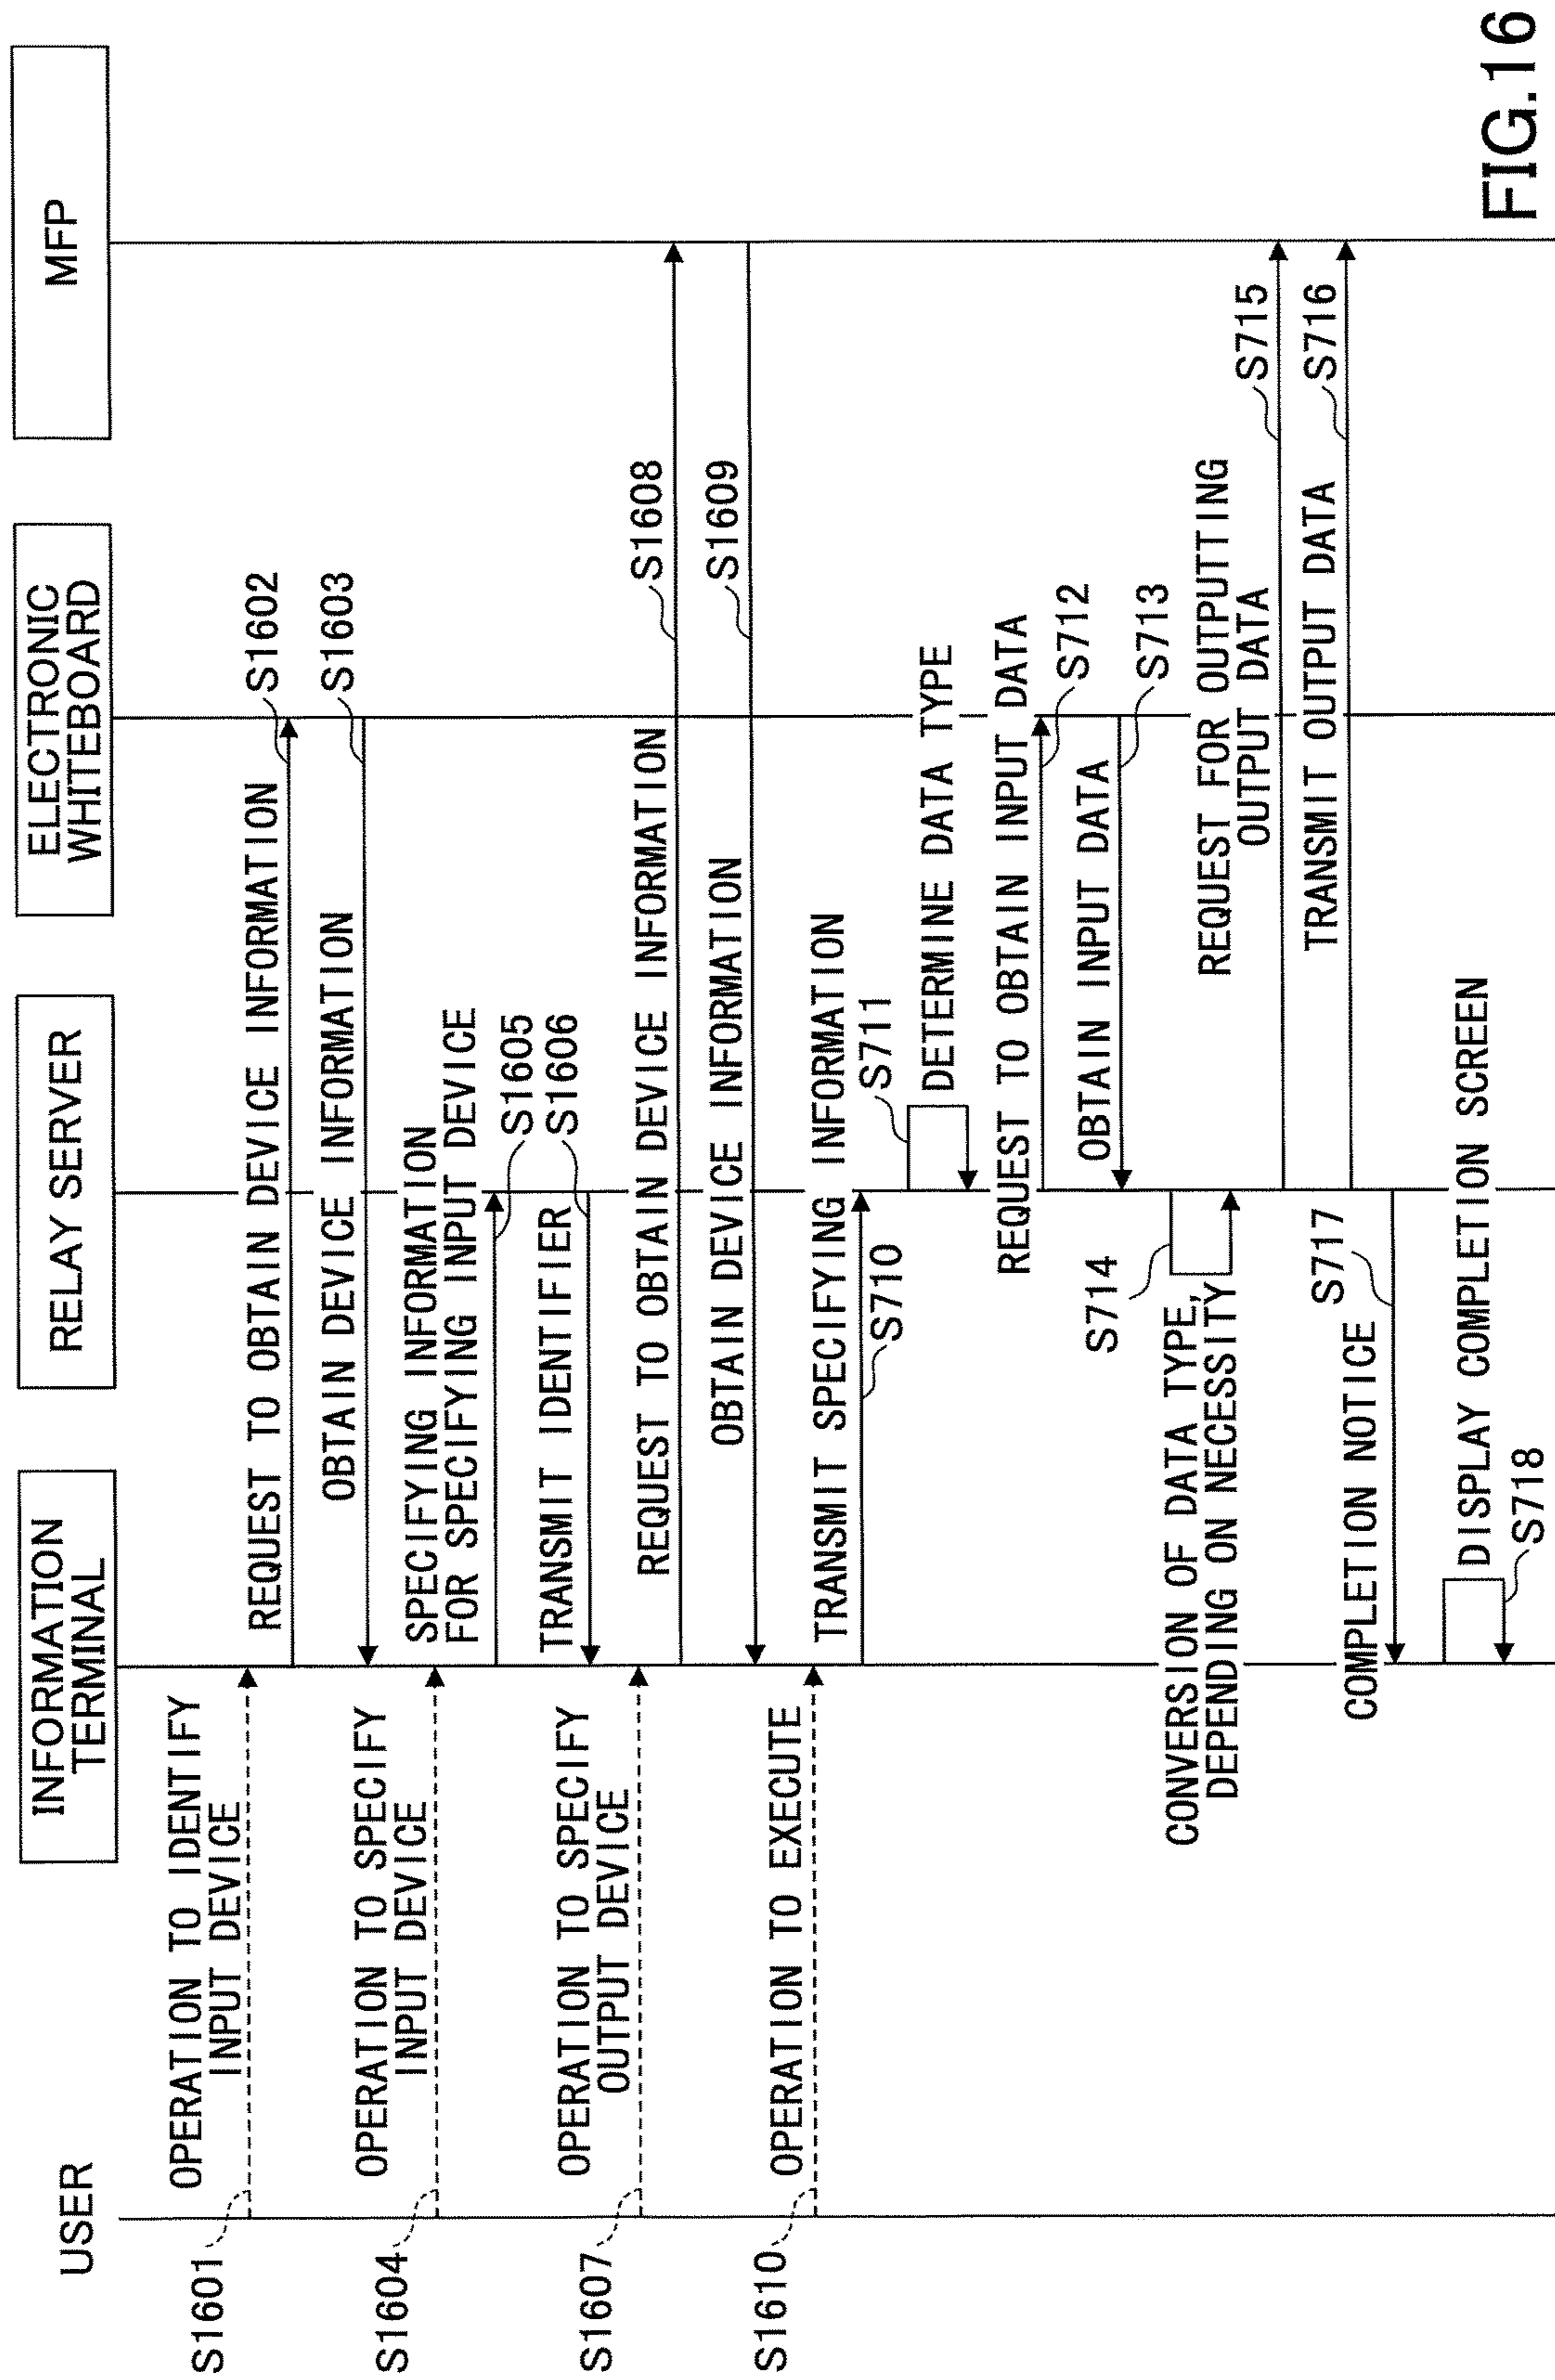 USER
INFORMATION
TERMINAL
RELAY SERVER
ELECTRONIC
WHITEBOARD
MFP
S1601
OPERATION TO IDENTIFY
INPUT DEVICE
REQUEST TO OBTAIN DEVICE INFORMATION
S1602
OBTAIN DEVICE INFORMATION
S1603
S1604
OPERATION TO SPECIFY
INPUT DEVICE
SPECIFYING INFORMATION
FOR SPECIFYING INPUT DEVICE
S1605
TRANSMIT IDENTIFIER
S1606
S1607
OPERATION TO SPECIFY
OUTPUT DEVICE
REQUEST TO OBTAIN DEVICE INFORMATION
S1608
OBTAIN DEVICE INFORMATION
S1609
S1610
OPERATION TO EXECUTE
TRANSMIT SPECIFYING INFORMATION
S710
S711
DETERMINE DATA TYPE
REQUEST TO OBTAIN INPUT DATA
S712
OBTAIN INPUT DATA
S713
S714
CONVERSION OF DATA TYPE,
DEPENDING ON NECESSITY
REQUEST FOR OUTPUTTING
OUTPUT DATA
S715
TRANSMIT OUTPUT DATA
S716
COMPLETION NOTICE
S717
DISPLAY COMPLETION SCREEN
S718
FIG.16